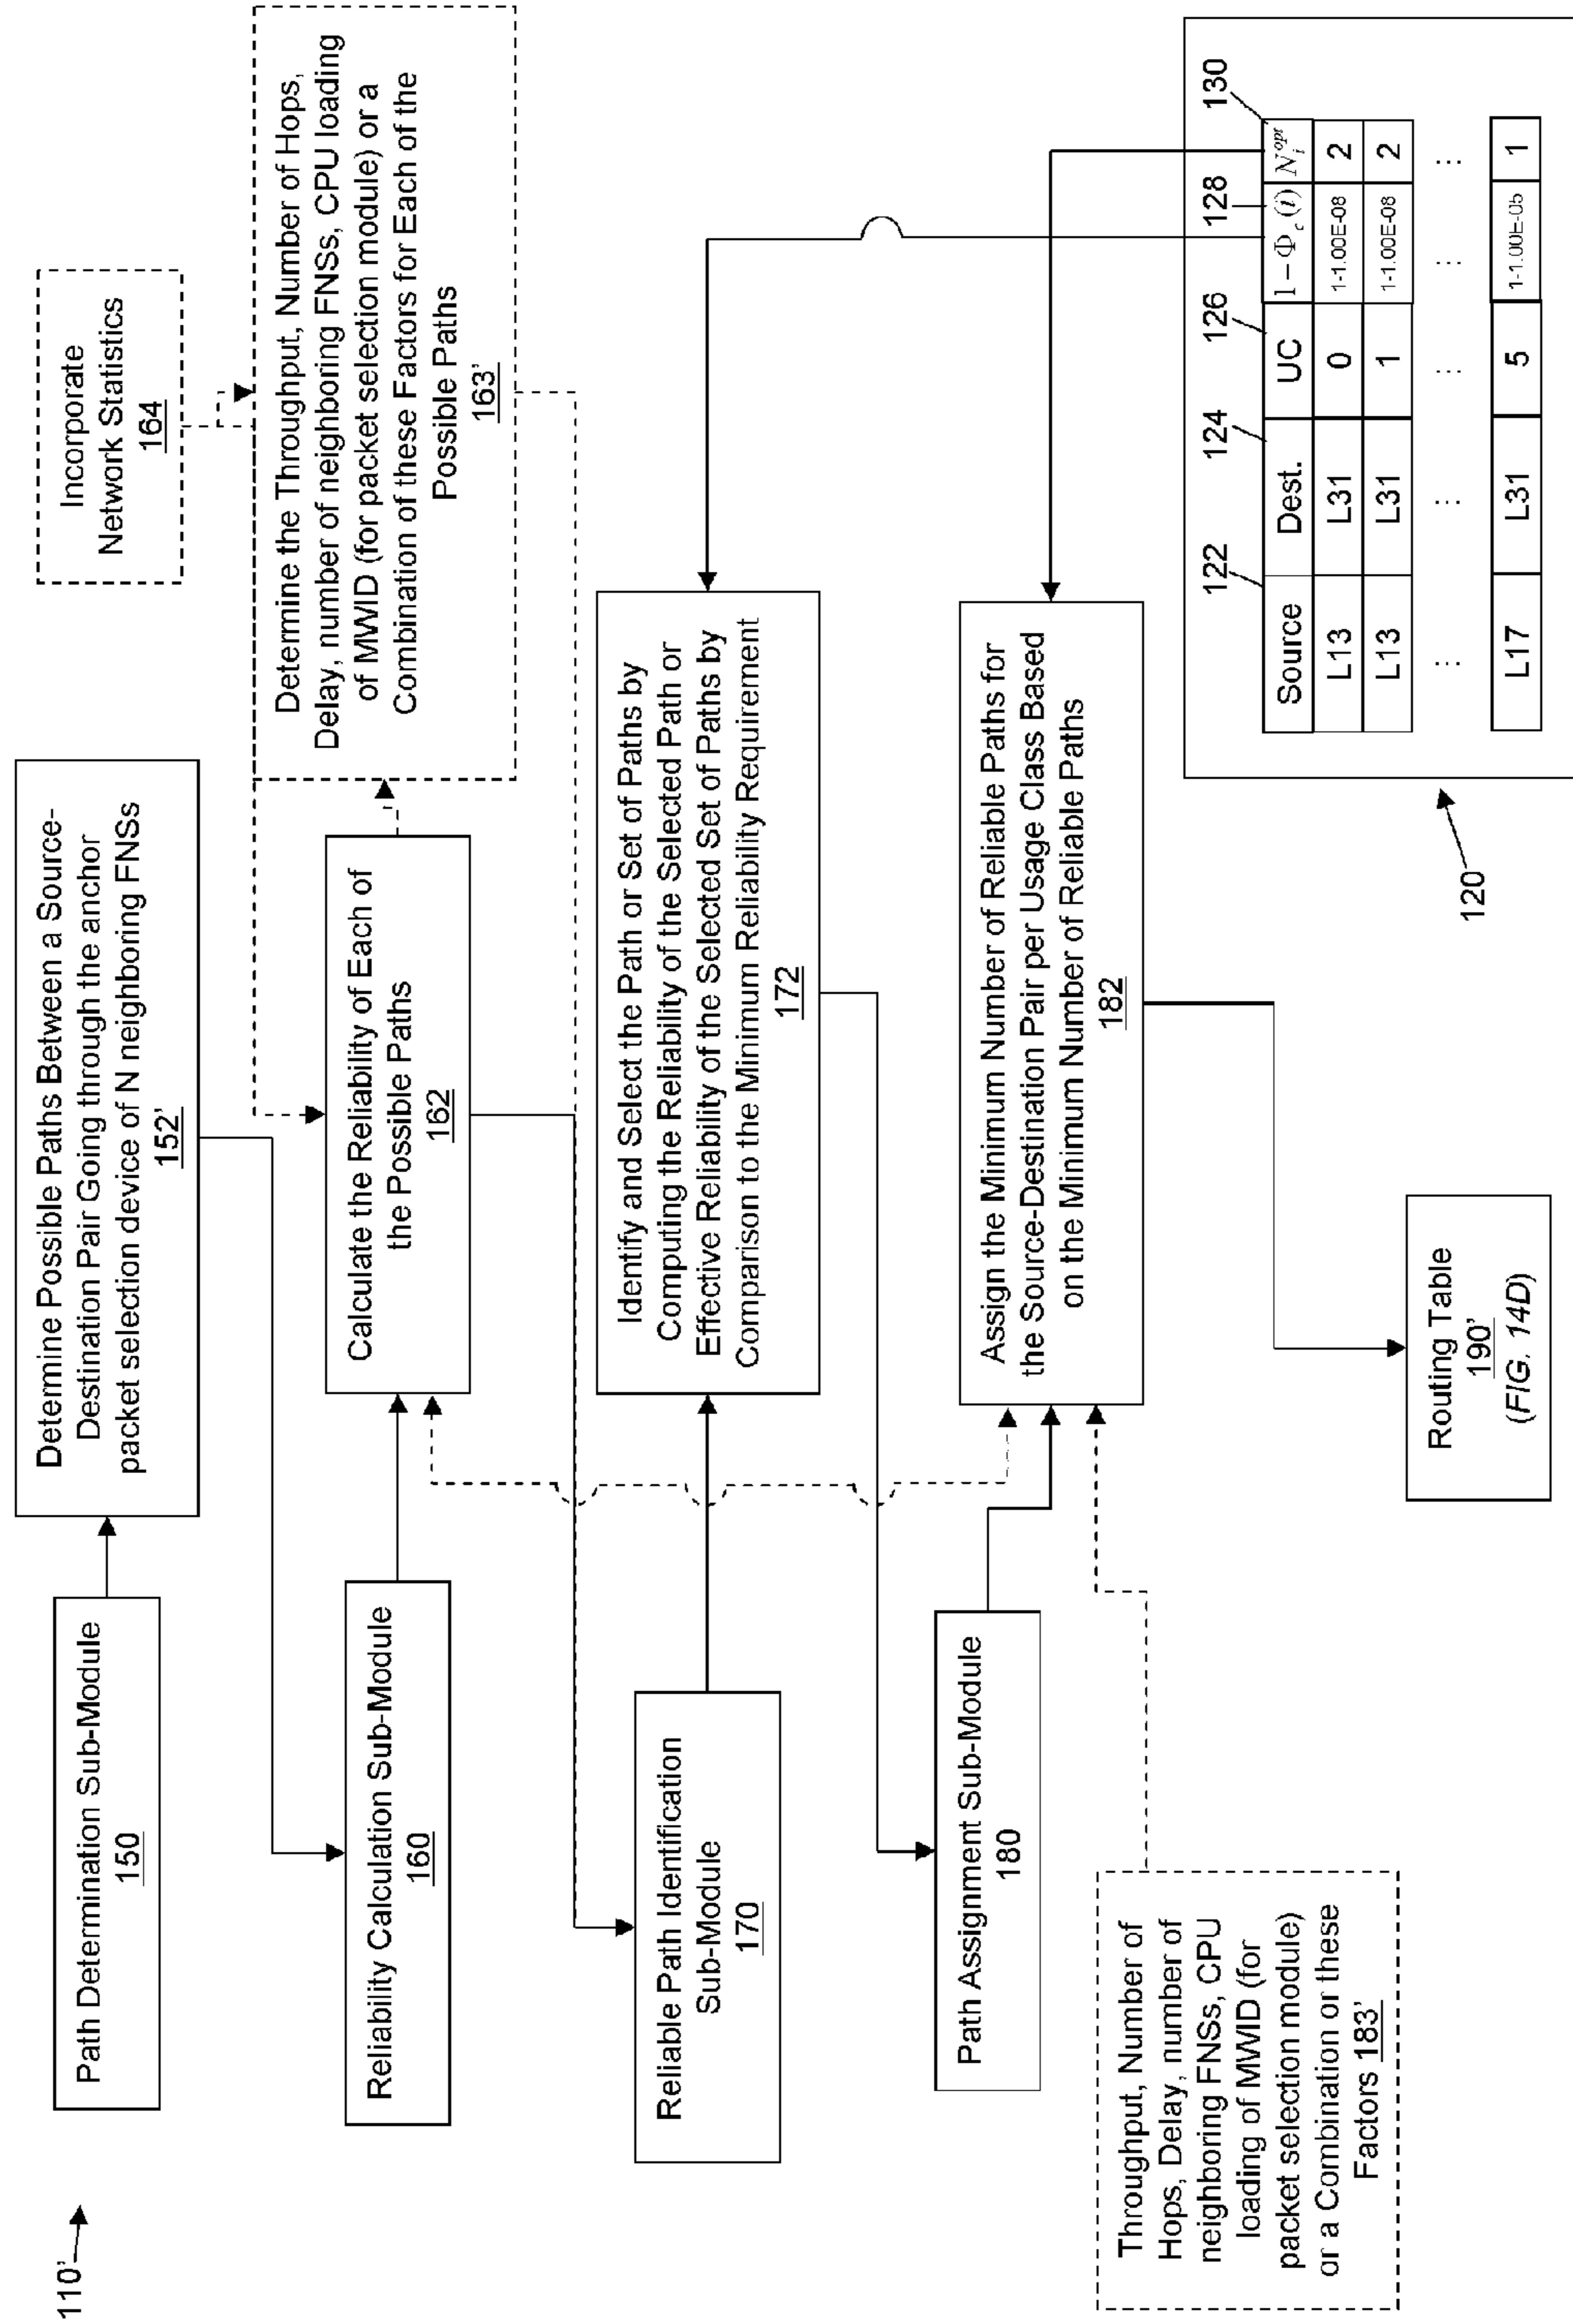 110'
Path Determination Sub-Module
150
Determine Possible Paths Between a Source-
Destination Pair Going through the anchor
packet selection device of N neighboring FNSs
152'
Incorporate
Network Statistics
164
Reliability Calculation Sub-Module
160
Calculate the Reliability of Each of
the Possible Paths
162
Determine the Throughput, Number of Hops,
Delay, number of neighboring FNSs, CPU loading
of MWID (for packet selection module) or a
Combination of these Factors for Each of the
Possible Paths
163'
Reliable Path Identification
Sub-Module
170
Identify and Select the Path or Set of Paths by
Computing the Reliability of the Selected Path or
Effective Reliability of the Selected Set of Paths by
Comparison to the Minimum Reliability Requirement
172
Path Assignment Sub-Module
180
Assign the Minimum Number of Reliable Paths for
the Source-Destination Pair per Usage Class Based
on the Minimum Number of Reliable Paths
182
Throughput, Number of
Hops, Delay, number of
neighboring FNSs, CPU
loading of MWID (for
packet selection module)
or a Combination or these
Factors 183'
Routing Table
190'
(FIG. 14D)
120
122 124 126 128 130
Source Dest. UC 1 − Φc(i) Ni^opt
L13 L31 0 1-1.00E-08 2
L13 L31 1 1-1.00E-08 2
... ... ... ... ...
L17 L31 5 1-1.00E-05 1